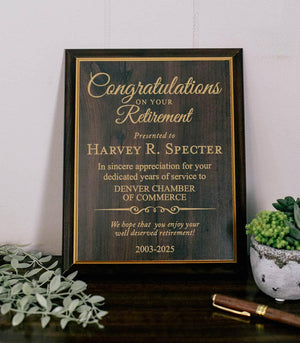 Congratulations
ON YOUR
Retirement
Presented to
HARVEY R. SPECTER
In sincere appreciation for your
dedicated years of service to
DENVER CHAMBER
OF COMMERCE
We hope that you enjoy your
well deserved retirement!
2003-2025